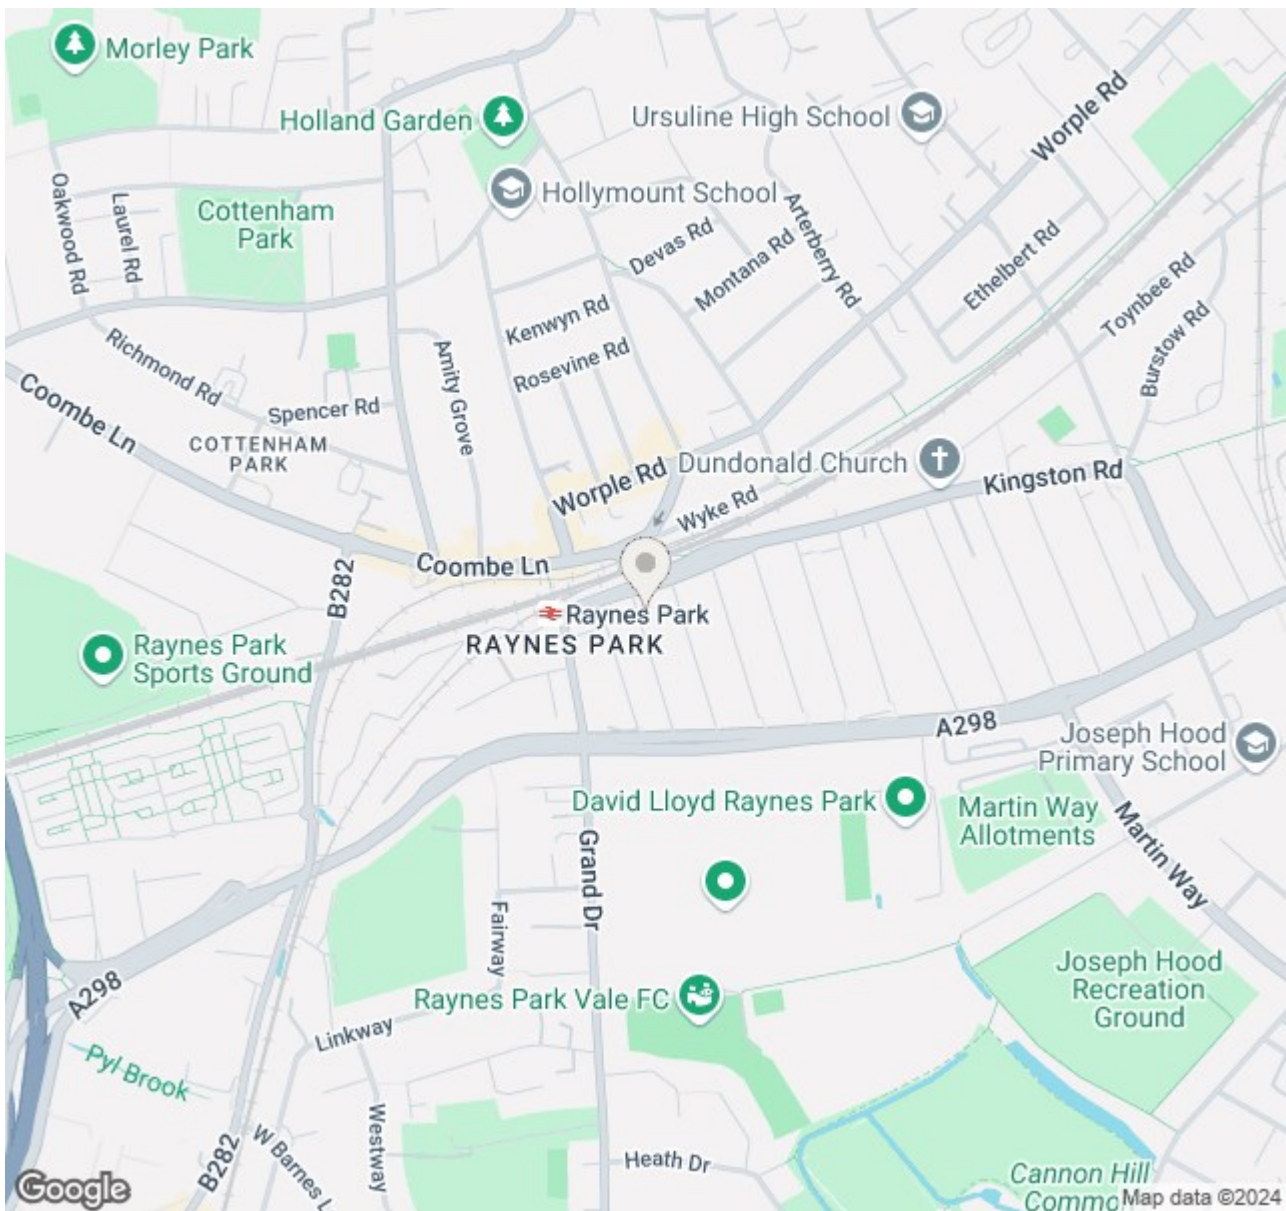 Morley Park
Holland Garden
Ursuline High School
Worple Rd
Hollymount School
Oakwood Rd
Laurel Rd
Cottenham
Park
Devas Rd
Montana Rd
Arterberry Rd
Ethelbert Rd
Toynbee Rd
Burstow Rd
Kenwyn Rd
Rosevine Rd
Richmond Rd
Amity Grove
Spencer Rd
Coombe Ln
COTTENHAM
PARK
Worple Rd
Dundonald Church
Kingston Rd
Wyke Rd
Coombe Ln
B282
Raynes Park
RAYNES PARK
Raynes Park
Sports Ground
A298
Joseph Hood
Primary School
David Lloyd Raynes Park
Martin Way
Allotments
Martin Way
Grand Dr
Fairway
A298
Raynes Park Vale FC
Joseph Hood
Recreation
Ground
Linkway
Pyl Brook
Westway
W Barnes L
B282
Heath Dr
Cannon Hill
Common
Google
Map data ©2024